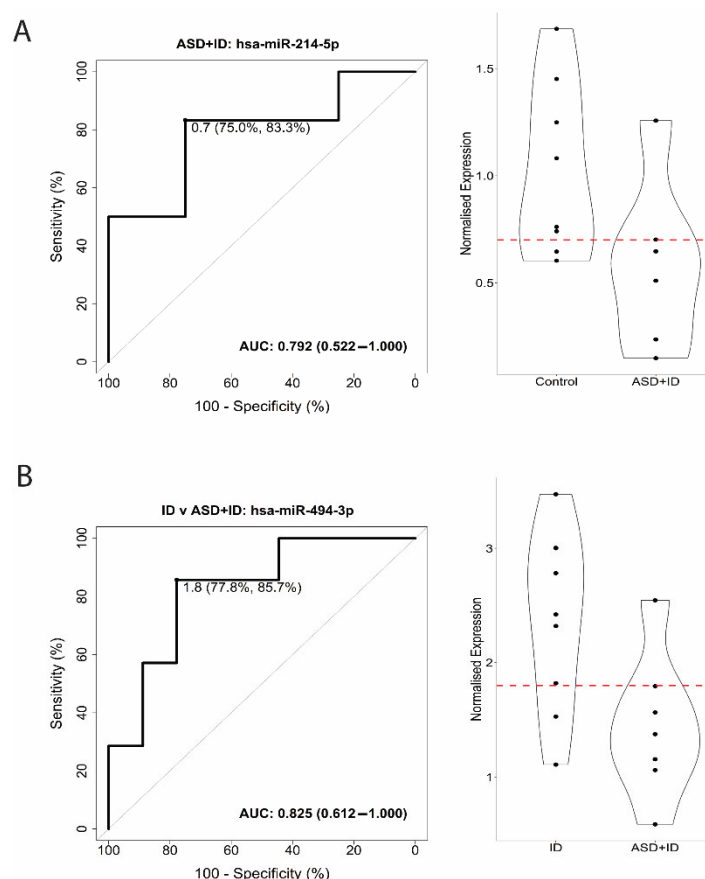 A
ASD+ID: hsa-miR-214-5p
100
80
60
40
20
0
Sensitivity (%)
0.7 (75.0%, 83.3%)
AUC: 0.792 (0.522–1.000)
100 80 60 40 20 0
100 - Specificity (%)
Normalised Expression
1.5
1.0
0.5
Control ASD+ID
B
ID v ASD+ID: hsa-miR-494-3p
100
80
60
40
20
0
Sensitivity (%)
1.8 (77.8%, 85.7%)
AUC: 0.825 (0.612–1.000)
100 80 60 40 20 0
100 - Specificity (%)
Normalised Expression
3
2
1
ID ASD+ID